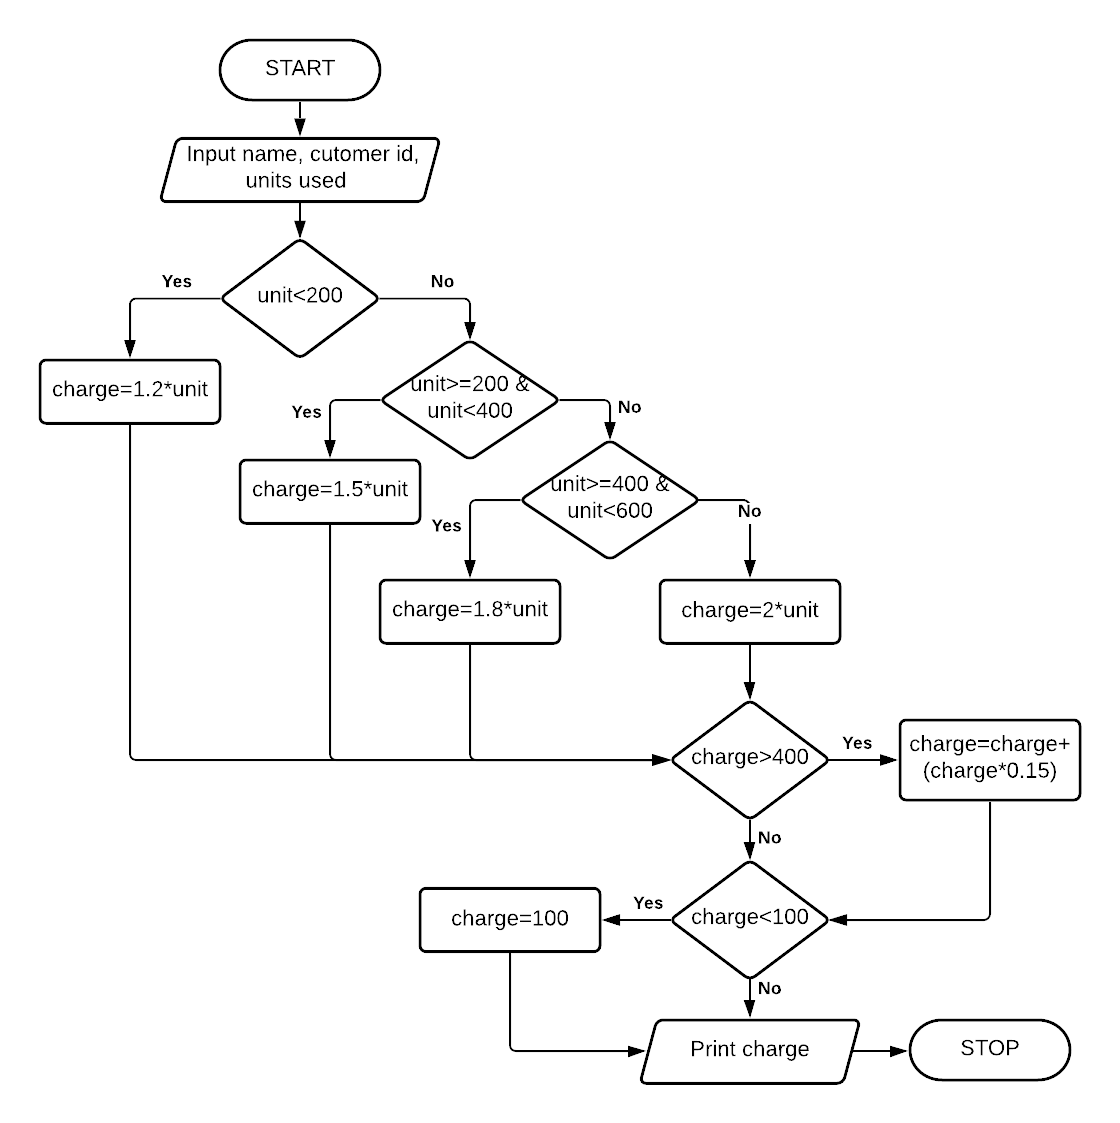 START
Input name, cutomer id,
units used
Yes
unit<200
No
charge=1.2*unit
unit>=200 &
unit<400
Yes
No
charge=1.5*unit
unit>=400 &
unit<600
Yes
No
charge=1.8*unit
charge=2*unit
charge>400
Yes
charge=charge+
(charge*0.15)
No
charge=100
Yes
charge<100
No
Print charge
STOP